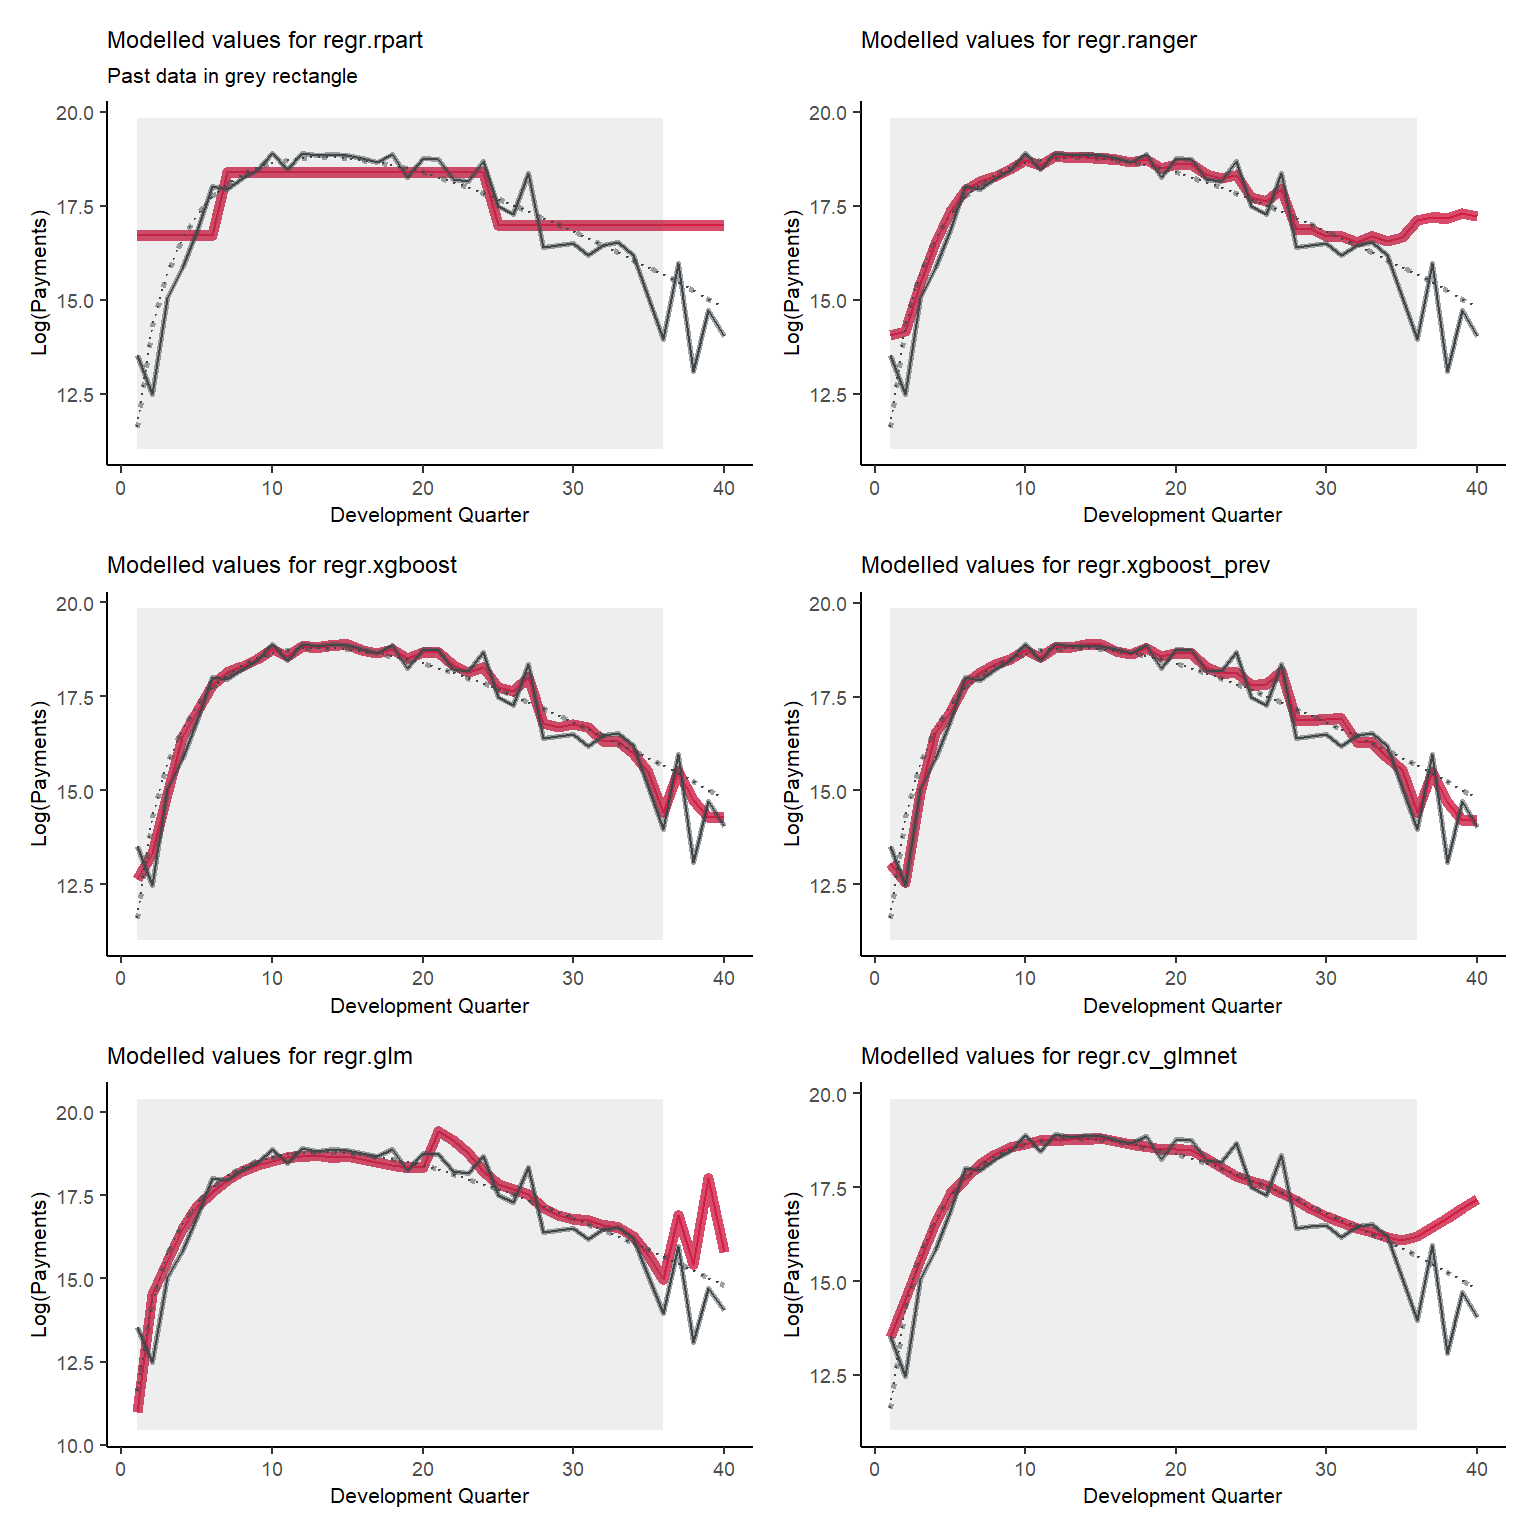 Modelled values for regr.rpart
Past data in grey rectangle
20.0
17.5
15.0
12.5
Log(Payments)
0 10 20 30 40
Development Quarter
Modelled values for regr.ranger
20.0
17.5
15.0
12.5
Log(Payments)
0 10 20 30 40
Development Quarter
Modelled values for regr.xgboost
20.0
17.5
15.0
12.5
Log(Payments)
0 10 20 30 40
Development Quarter
Modelled values for regr.xgboost_prev
20.0
17.5
15.0
12.5
Log(Payments)
0 10 20 30 40
Development Quarter
Modelled values for regr.glm
20.0
17.5
15.0
12.5
10.0
Log(Payments)
0 10 20 30 40
Development Quarter
Modelled values for regr.cv_glmnet
20.0
17.5
15.0
12.5
Log(Payments)
0 10 20 30 40
Development Quarter